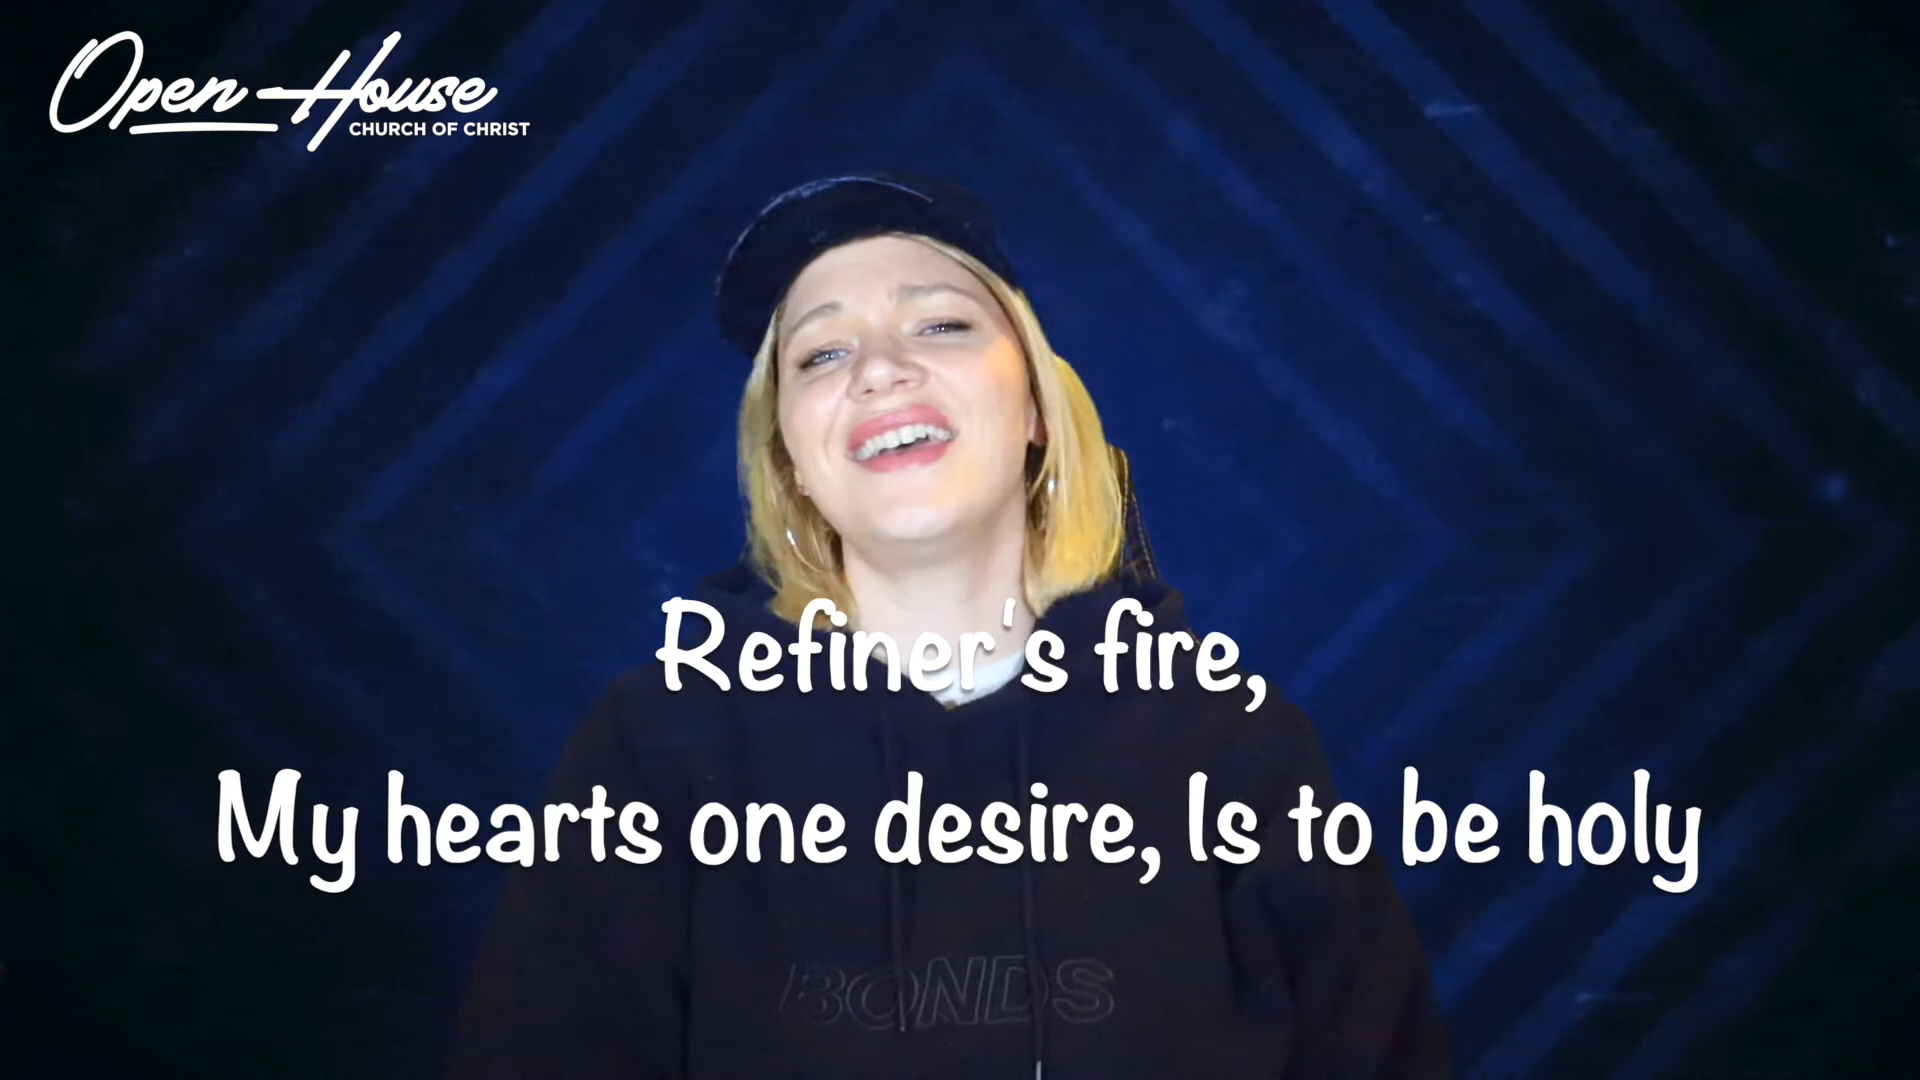 Open House
CHURCH OF CHRIST
Refiner's fire,
My hearts one desire, Is to be holy
BONDS